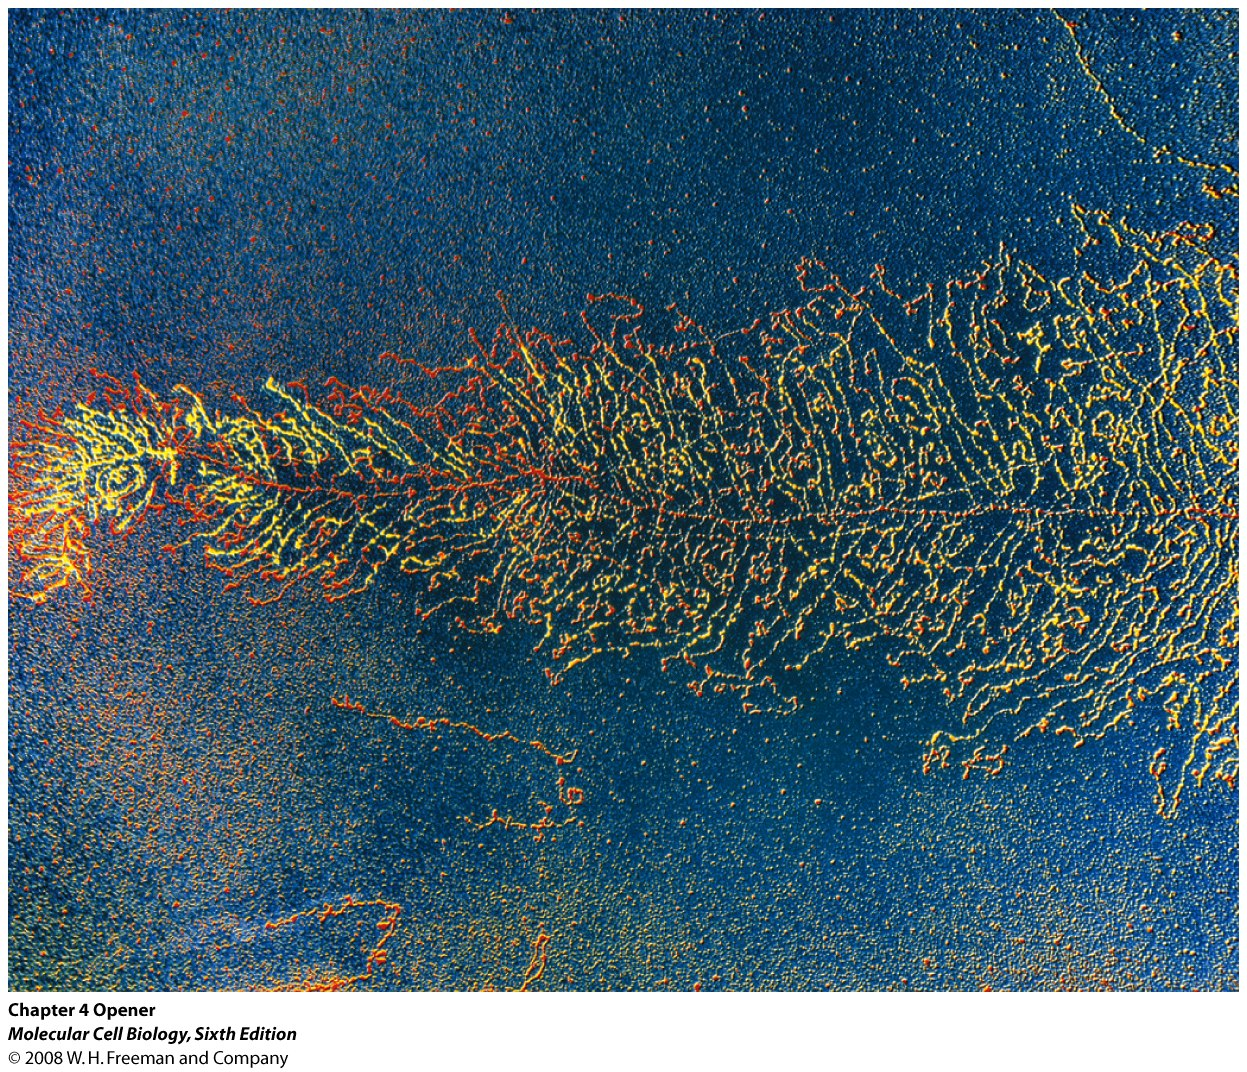 Chapter 4 Opener
Molecular Cell Biology, Sixth Edition
© 2008 W. H. Freeman and Company